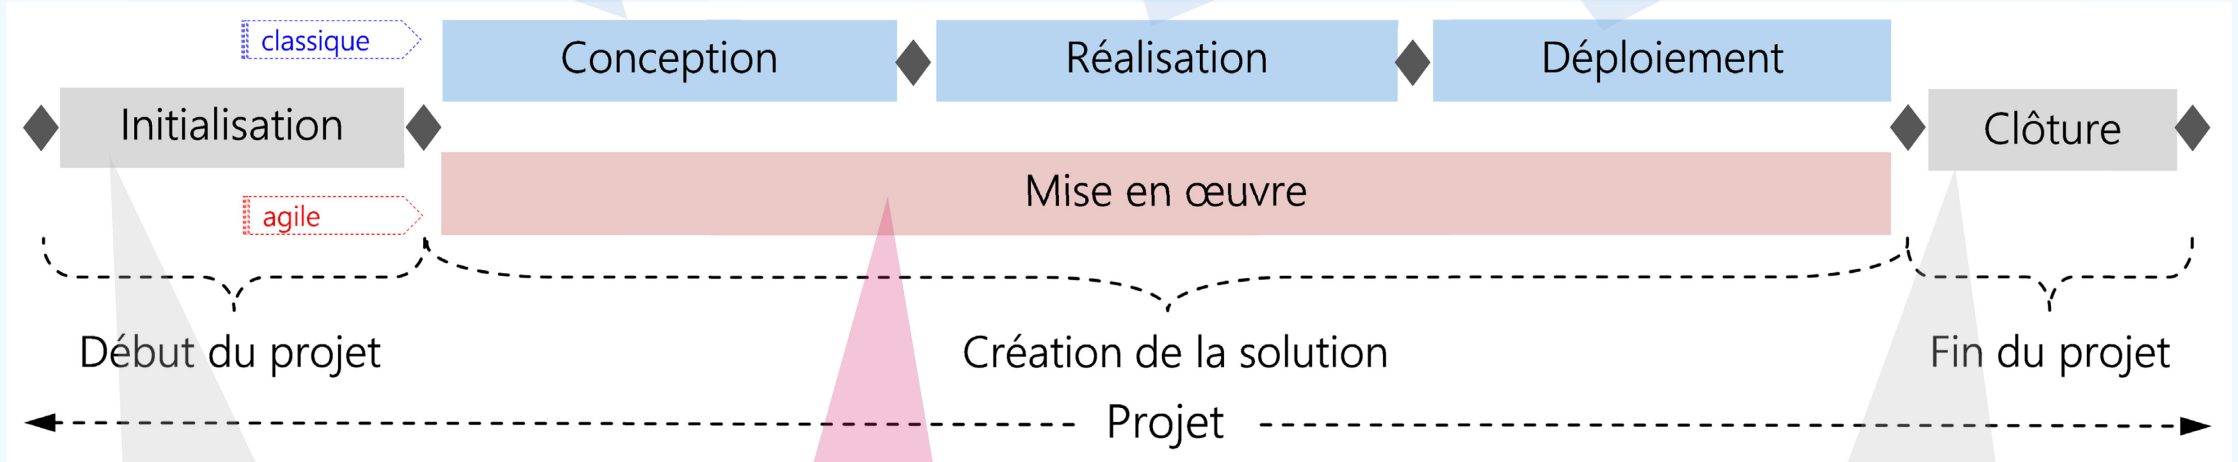 classique
Conception
Réalisation
Déploiement
Initialisation
Clôture
Mise en œuvre
agile
Début du projet
Création de la solution
Fin du projet
Projet